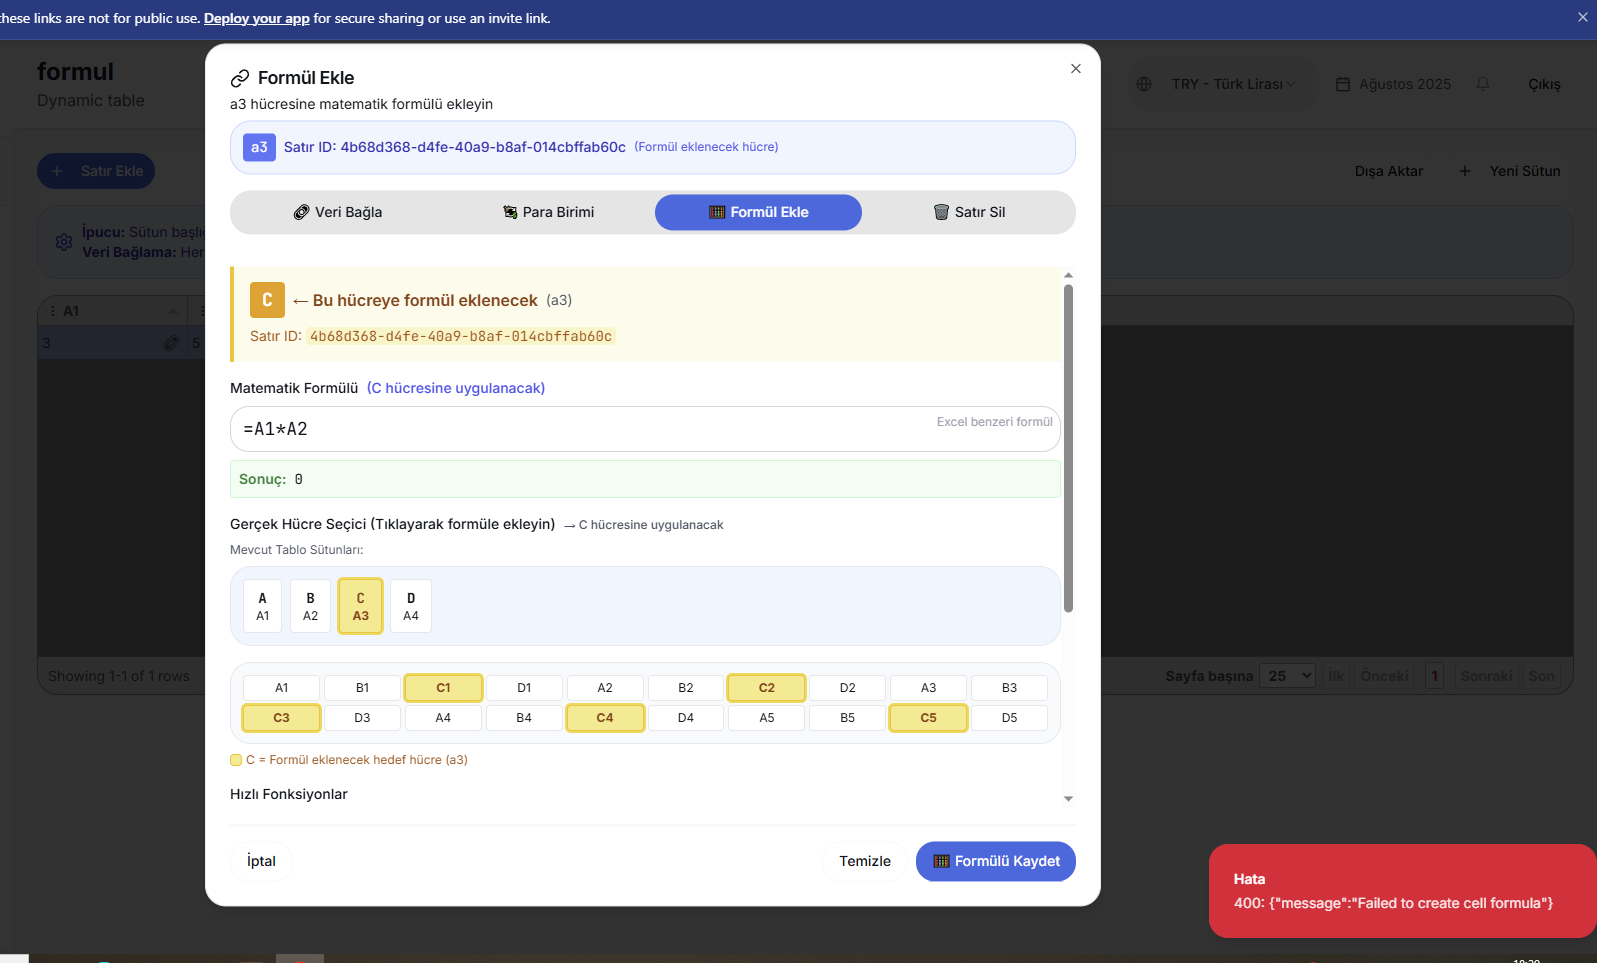 these links are not for public use. Deploy your app for secure sharing or use an invite link.
formul
Dynamic table
TRY - Türk Lirası
Ağustos 2025
Çıkış
Satır Ekle
Dışa Aktar
+ Yeni Sütun
İpucu: Sütun başlığ
Veri Bağlama: Her
A1
3
5
Showing 1-1 of 1 rows
Sayfa başına 25 İlk Önceki 1 Sonraki Son
Formül Ekle
a3 hücresine matematik formülü ekleyin
a3 Satır ID: 4b68d368-d4fe-40a9-b8af-014cbffab60c (Formül eklenecek hücre)
Veri Bağla
Para Birimi
Formül Ekle
Satır Sil
C ← Bu hücreye formül eklenecek (a3)
Satır ID: 4b68d368-d4fe-40a9-b8af-014cbffab60c
Matematik Formülü (C hücresine uygulanacak)
=A1*A2
Excel benzeri formül
Sonuç: 0
Gerçek Hücre Seçici (Tıklayarak formüle ekleyin) → C hücresine uygulanacak
Mevcut Tablo Sütunları:
A B C D
A1 A2 A3 A4
A1 B1 C1 D1 A2 B2 C2 D2 A3 B3
C3 D3 A4 B4 C4 D4 A5 B5 C5 D5
C = Formül eklenecek hedef hücre (a3)
Hızlı Fonksiyonlar
İptal
Temizle
Formülü Kaydet
Hata
400: {"message":"Failed to create cell formula"}